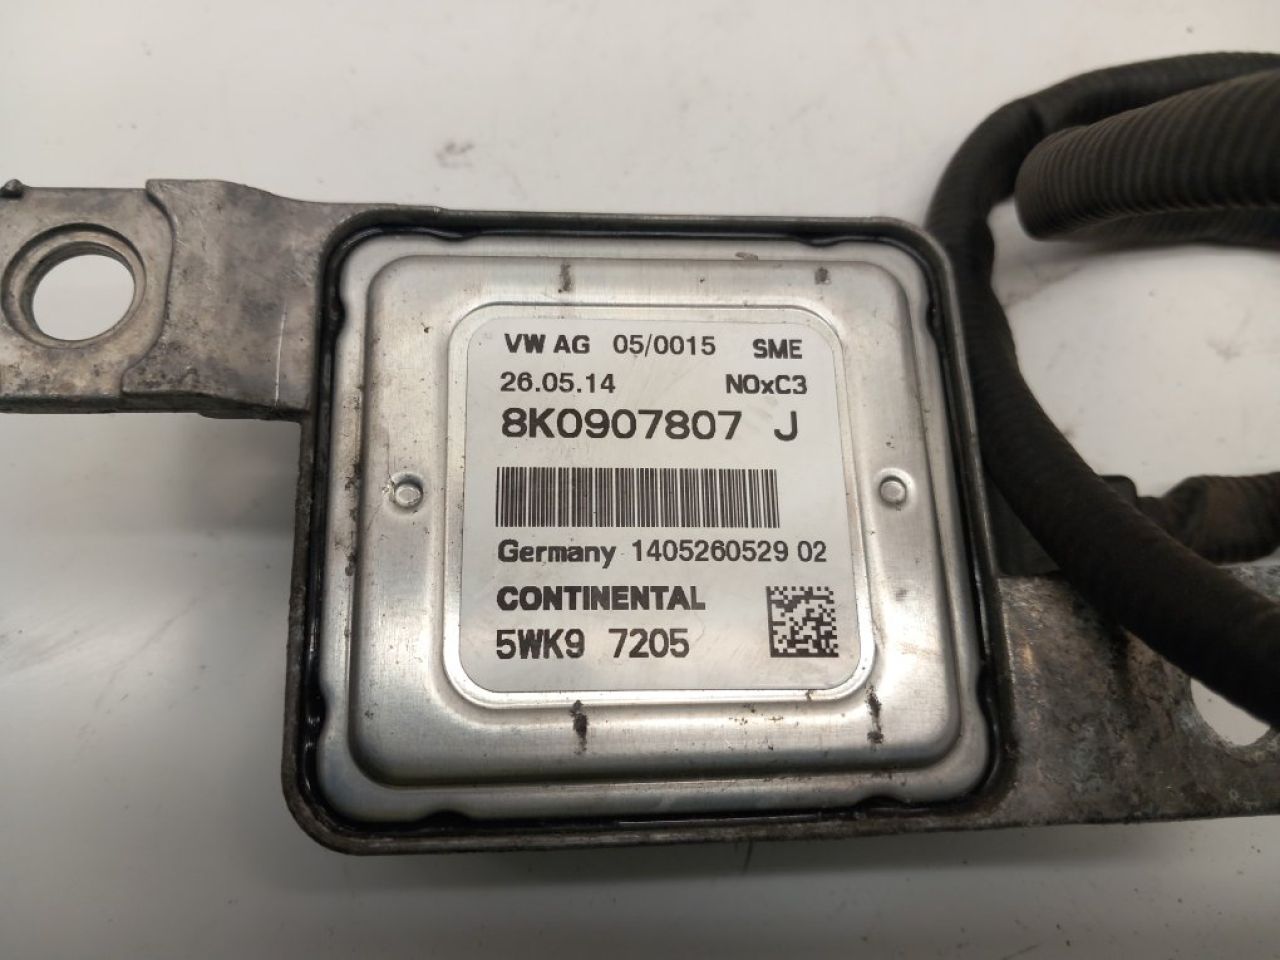 VW AG 05/0015 SME
26.05.14 NOxC3
8K0907807 J
Germany 1405260529 02
CONTINENTAL
5WK9 7205